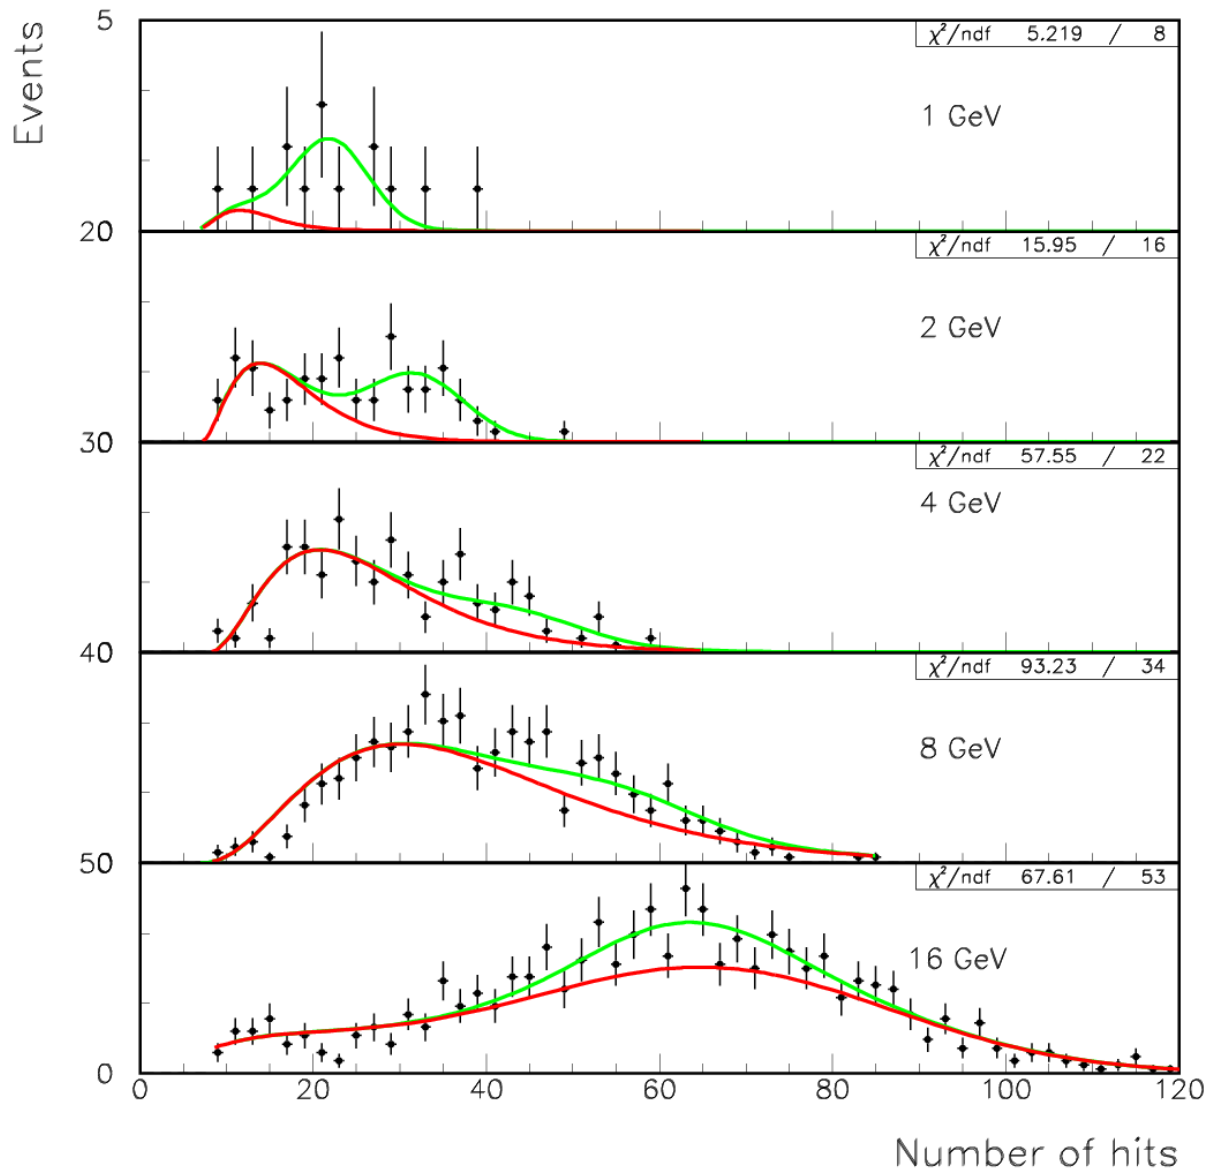 Events
5
χ²/ndf 5.219 / 8
1 GeV
20
χ²/ndf 15.95 / 16
2 GeV
30
χ²/ndf 57.55 / 22
4 GeV
40
χ²/ndf 93.23 / 34
8 GeV
50
χ²/ndf 67.61 / 53
16 GeV
0
0 20 40 60 80 100 120
Number of hits